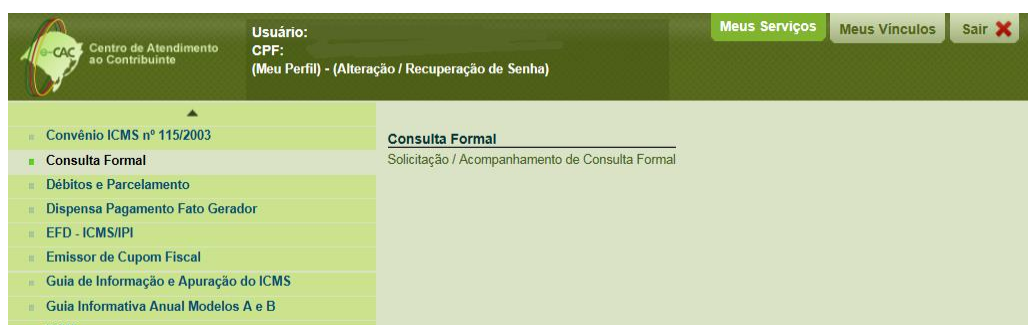 e-CAC
Centro de Atendimento
ao Contribuinte
Usuário:
CPF:
(Meu Perfil) - (Alteração / Recuperação de Senha)
Meus Serviços
Meus Vínculos
Sair
Convênio ICMS nº 115/2003
Consulta Formal
Débitos e Parcelamento
Dispensa Pagamento Fato Gerador
EFD - ICMS/IPI
Emissor de Cupom Fiscal
Guia de Informação e Apuração do ICMS
Guia Informativa Anual Modelos A e B
Consulta Formal
Solicitação / Acompanhamento de Consulta Formal